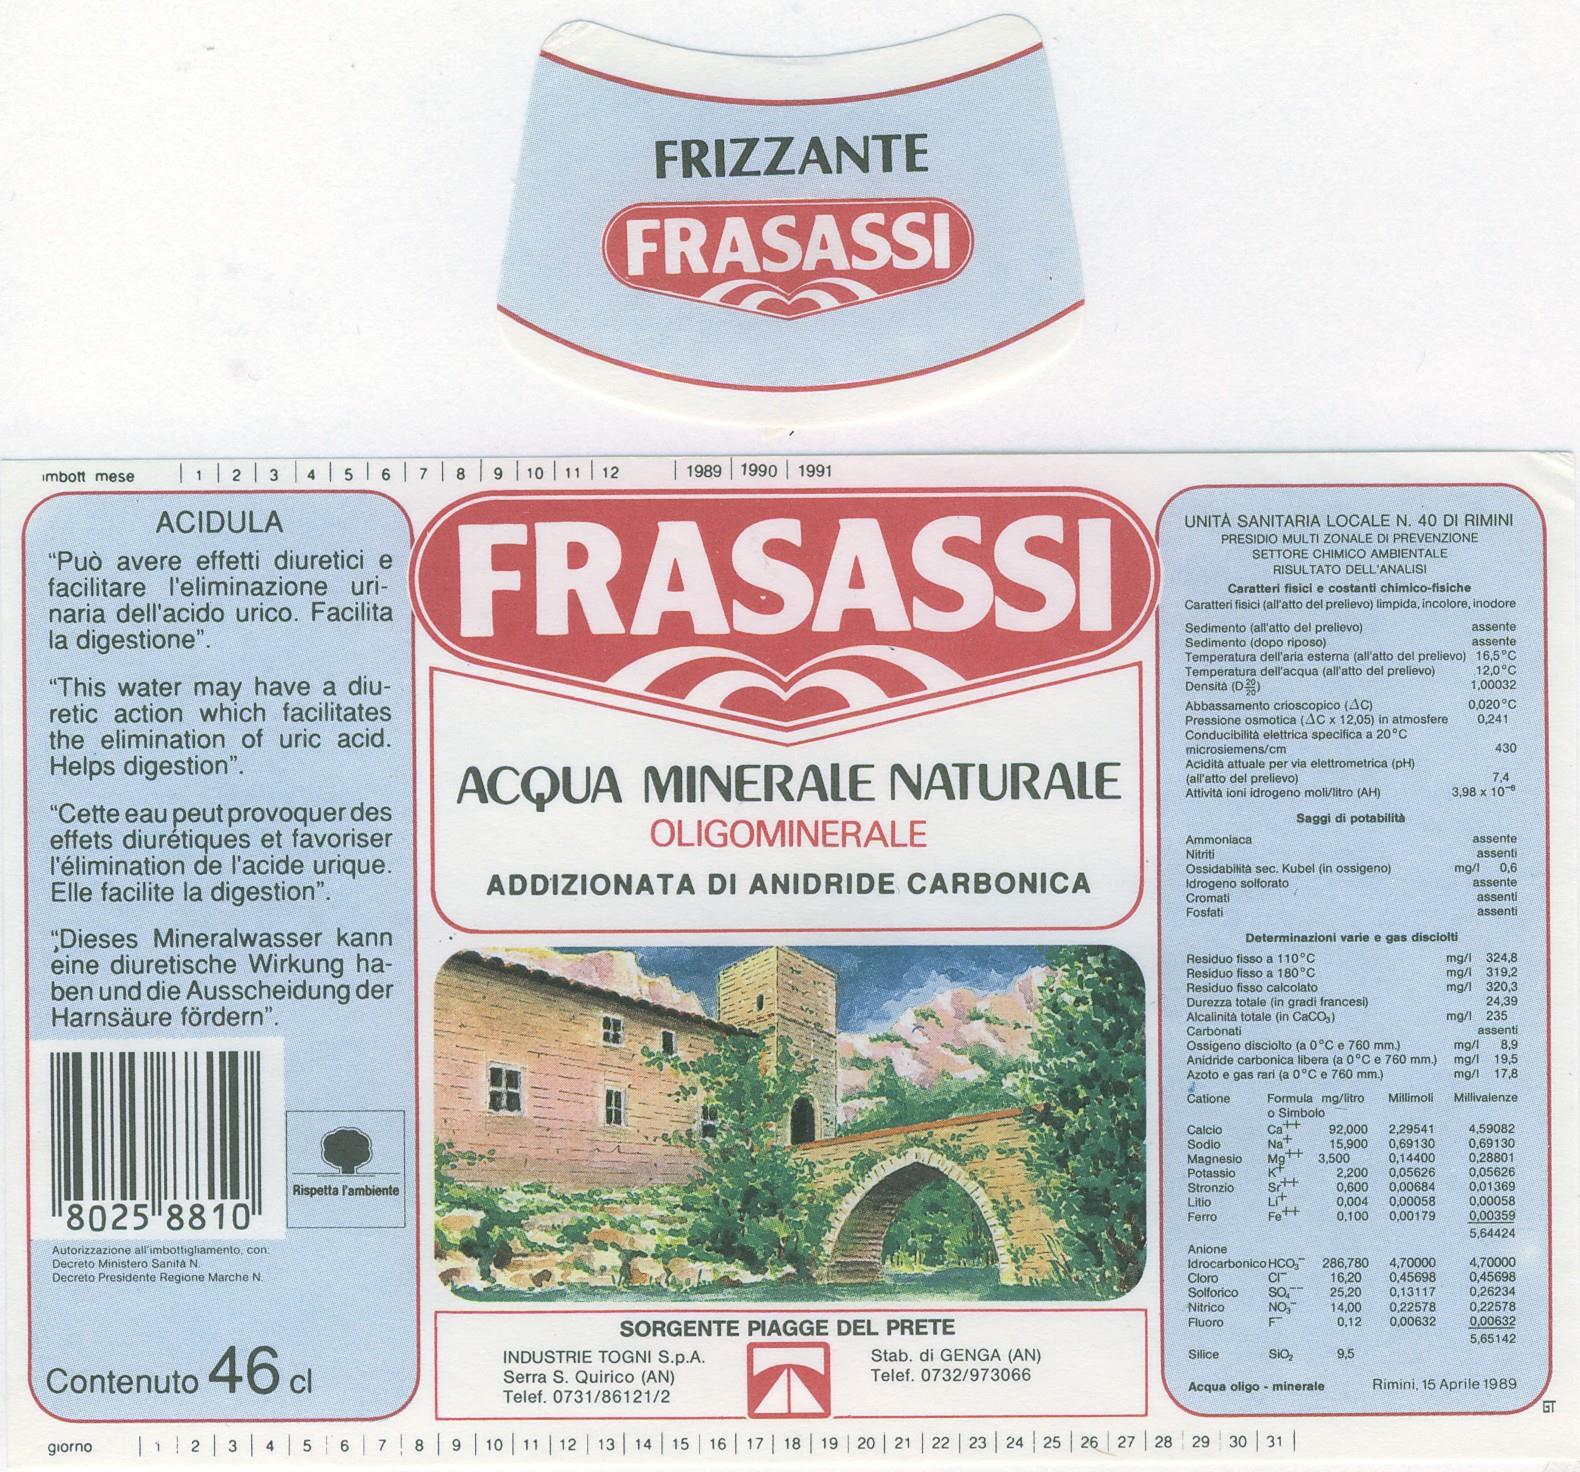 FRIZZANTE
FRASASSI
imbott mese | 1 | 2 | 3 | 4 | 5 | 6 | 7 | 8 | 9 | 10 | 11 | 12 | 1989 | 1990 | 1991
ACIDULA
“Può avere effetti diuretici e
facilitare l'eliminazione uri-
naria dell'acido urico. Facilita
la digestione”.
“This water may have a diu-
retic action which facilitates
the elimination of uric acid.
Helps digestion”.
“Cette eau peut provoquer des
effets diurétiques et favoriser
l'élimination de l'acide urique.
Elle facilite la digestion”.
“Dieses Mineralwasser kann
eine diuretische Wirkung ha-
ben und die Ausscheidung der
Harnsäure fördern”.
80258810
Rispetta l'ambiente
Autorizzazione all'imbottigliamento, con:
Decreto Ministero Sanità N.
Decreto Presidente Regione Marche N.
Contenuto 46 cl
FRASASSI
ACQUA MINERALE NATURALE
OLIGOMINERALE
ADDIZIONATA DI ANIDRIDE CARBONICA
SORGENTE PIAGGE DEL PRETE
INDUSTRIE TOGNI S.p.A.
Serra S. Quirico (AN)
Telef. 0731/86121/2
Stab. di GENGA (AN)
Telef. 0732/973066
UNITÀ SANITARIA LOCALE N. 40 DI RIMINI
PRESIDIO MULTI ZONALE DI PREVENZIONE
SETTORE CHIMICO AMBIENTALE
RISULTATO DELL'ANALISI
Caratteri fisici e costanti chimico-fisiche
Caratteri fisici (all'atto del prelievo) limpida, incolore, inodore
Sedimento (all'atto del prelievo) assente
Sedimento (dopo riposo) assente
Temperatura dell'aria esterna (all'atto del prelievo) 16,5°C
Temperatura dell'acqua (all'atto del prelievo) 12,0°C
Densità (D 20/20) 1,00032
Abbassamento crioscopico (ΔC) 0,020°C
Pressione osmotica (ΔC x 12,05) in atmosfere 0,241
Conducibilità elettrica specifica a 20°C
microsiemens/cm 430
Acidità attuale per via elettrometrica (pH)
(all'atto del prelievo) 7,4
Attività ioni idrogeno moli/litro (AH) 3,98 x 10⁻⁸
Saggi di potabilità
Ammoniaca assente
Nitriti assenti
Ossidabilità sec. Kubel (in ossigeno) mg/l 0,6
Idrogeno solforato assente
Cromati assenti
Fosfati assenti
Determinazioni varie e gas disciolti
Residuo fisso a 110°C mg/l 324,8
Residuo fisso a 180°C mg/l 319,2
Residuo fisso calcolato mg/l 320,3
Durezza totale (in gradi francesi) 24,39
Alcalinità totale (in CaCO₃) mg/l 235
Carbonati assenti
Ossigeno disciolto (a 0°C e 760 mm.) mg/l 8,9
Anidride carbonica libera (a 0°C e 760 mm.) mg/l 19,5
Azoto e gas rari (a 0°C e 760 mm.) mg/l 17,8
Catione Formula mg/litro Millimoli Millivalenze
o Simbolo
Calcio Ca⁺⁺ 92,000 2,29541 4,59082
Sodio Na⁺ 15,900 0,69130 0,69130
Magnesio Mg⁺⁺ 3,500 0,14400 0,28801
Potassio K⁺ 2,200 0,05626 0,05626
Stronzio Sr⁺⁺ 0,600 0,00684 0,01369
Litio Li⁺ 0,004 0,00058 0,00058
Ferro Fe⁺⁺ 0,100 0,00179 0,00359
5,64424
Anione
Idrocarbonico HCO₃⁻ 286,780 4,70000 4,70000
Cloro Cl⁻ 16,20 0,45698 0,45698
Solforico SO₄⁻⁻ 25,20 0,13117 0,26234
Nitrico NO₃⁻ 14,00 0,22578 0,22578
Fluoro F⁻ 0,12 0,00632 0,00632
5,65142
Silice SiO₂ 9,5
Acqua oligo - minerale Rimini, 15 Aprile 1989
GT
giorno | 1 | 2 | 3 | 4 | 5 | 6 | 7 | 8 | 9 | 10 | 11 | 12 | 13 | 14 | 15 | 16 | 17 | 18 | 19 | 20 | 21 | 22 | 23 | 24 | 25 | 26 | 27 | 28 | 29 | 30 | 31 |